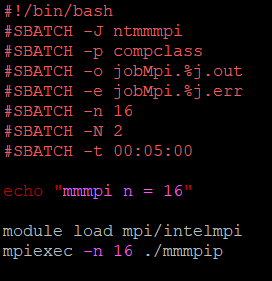 #!/bin/bash
#SBATCH -J ntmmmpi
#SBATCH -p compclass
#SBATCH -o jobMpi.%j.out
#SBATCH -e jobMpi.%j.err
#SBATCH -n 16
#SBATCH -N 2
#SBATCH -t 00:05:00
echo "mmmpi n = 16"
module load mpi/intelmpi
mpiexec -n 16 ./mmmpip